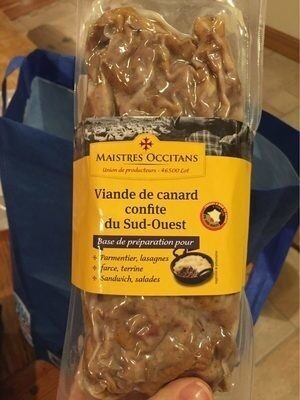 MAISTRES OCCITANS
Union de producteurs - 46500 Lot
Viande de canard
confite
du Sud-Ouest
Base de préparation pour
+ Parmentier, lasagnes
+ farce, terrine
+ Sandwich, salades